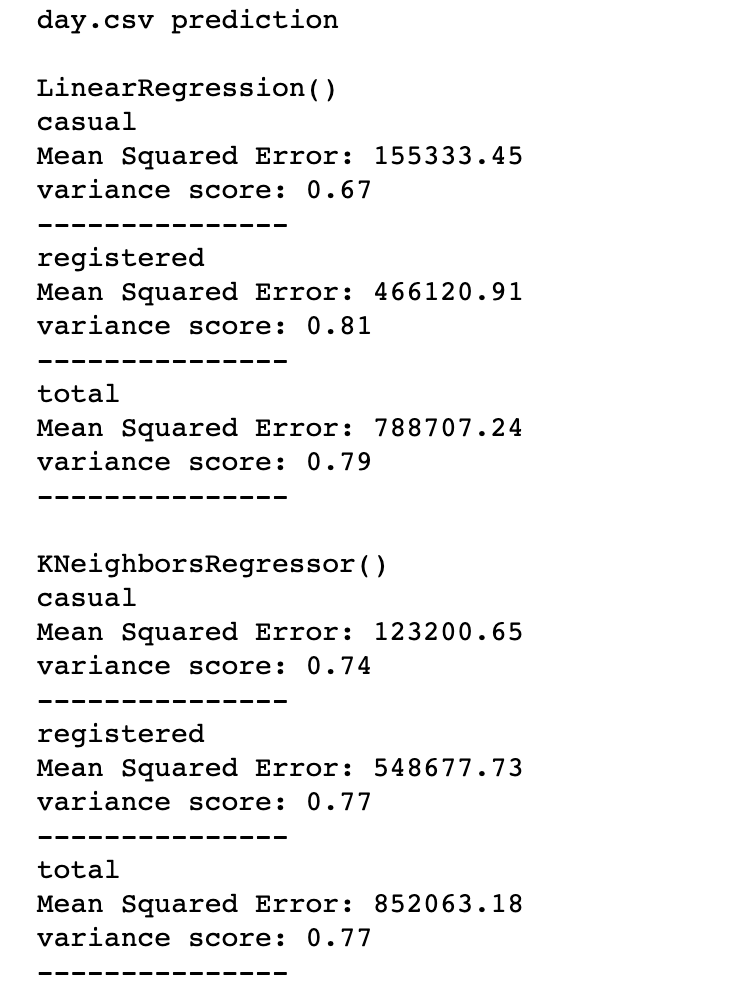 day.csv prediction
LinearRegression()
casual
Mean Squared Error: 155333.45
variance score: 0.67
---------------
registered
Mean Squared Error: 466120.91
variance score: 0.81
---------------
total
Mean Squared Error: 788707.24
variance score: 0.79
---------------
KNeighborsRegressor()
casual
Mean Squared Error: 123200.65
variance score: 0.74
---------------
registered
Mean Squared Error: 548677.73
variance score: 0.77
---------------
total
Mean Squared Error: 852063.18
variance score: 0.77
---------------